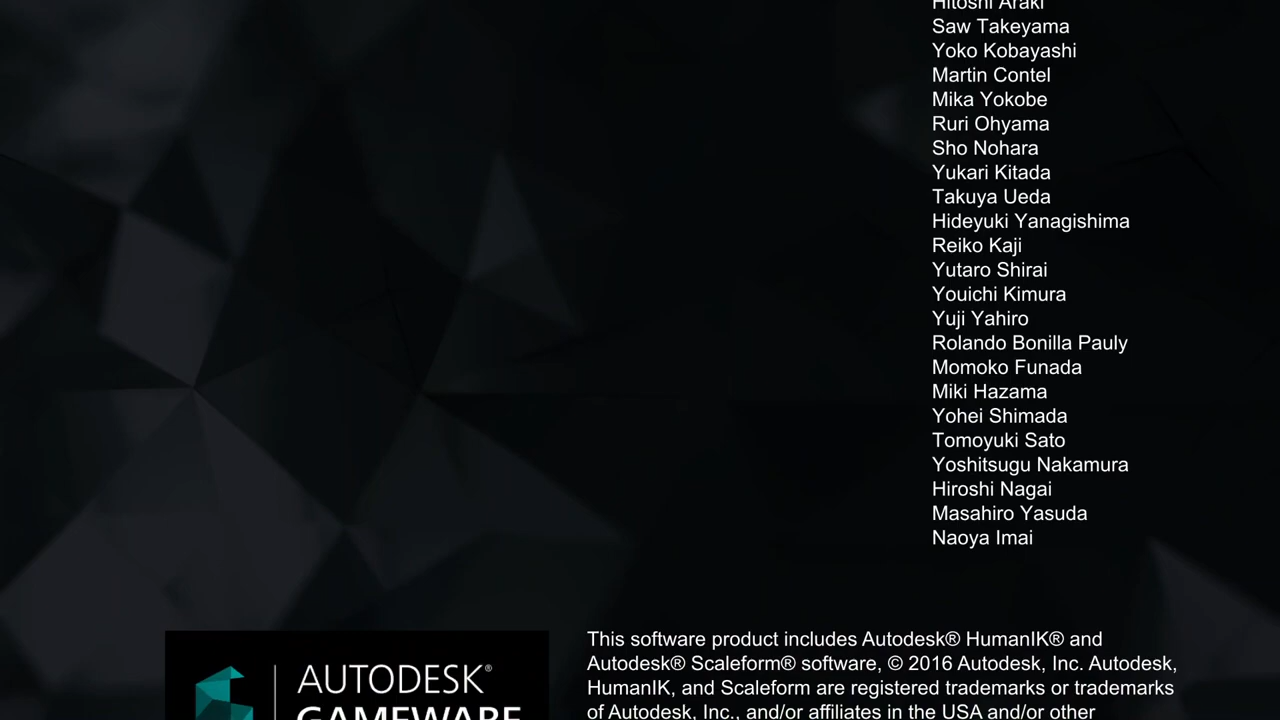 Hitoshi Araki
Saw Takeyama
Yoko Kobayashi
Martin Contel
Mika Yokobe
Ruri Ohyama
Sho Nohara
Yukari Kitada
Takuya Ueda
Hideyuki Yanagishima
Reiko Kaji
Yutaro Shirai
Youichi Kimura
Yuji Yahiro
Rolando Bonilla Pauly
Momoko Funada
Miki Hazama
Yohei Shimada
Tomoyuki Sato
Yoshitsugu Nakamura
Hiroshi Nagai
Masahiro Yasuda
Naoya Imai
AUTODESK®
GAMEWARE
This software product includes Autodesk® HumanIK® and
Autodesk® Scaleform® software, © 2016 Autodesk, Inc. Autodesk,
HumanIK, and Scaleform are registered trademarks or trademarks
of Autodesk, Inc., and/or affiliates in the USA and/or other